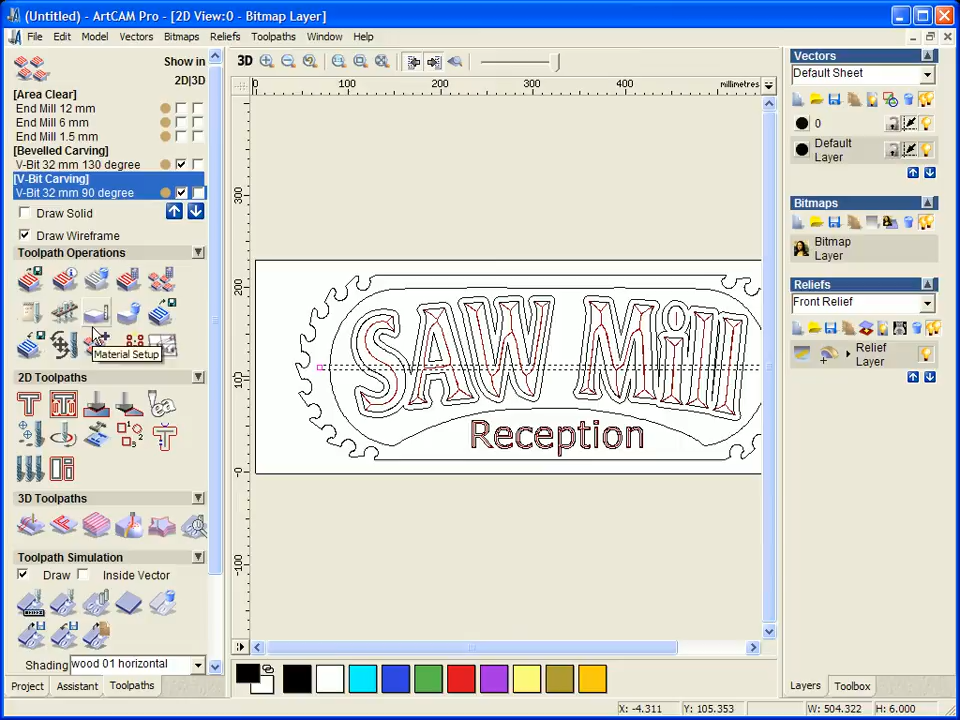 (Untitled) - ArtCAM Pro - [2D View:0 - Bitmap Layer]
File Edit Model Vectors Bitmaps Reliefs Toolpaths Window Help
Show in
2D|3D
[Area Clear]
End Mill 12 mm
End Mill 6 mm
End Mill 1.5 mm
[Bevelled Carving]
V-Bit 32 mm 130 degree
[V-Bit Carving]
V-Bit 32 mm 90 degree
Draw Solid
Draw Wireframe
Toolpath Operations
Material Setup
2D Toolpaths
3D Toolpaths
Toolpath Simulation
Draw Inside Vector
Shading wood 01 horizontal
Project Assistant Toolpaths
3D
0 100 200 300 400 millimetres
300
200
100
-0
-100
SAW Mill
Reception
Vectors
Default Sheet
0
Default
Layer
Bitmaps
Bitmap
Layer
Reliefs
Front Relief
Relief
Layer
Layers Toolbox
X: -4.311 Y: 105.353 W: 504.322 H: 6.000